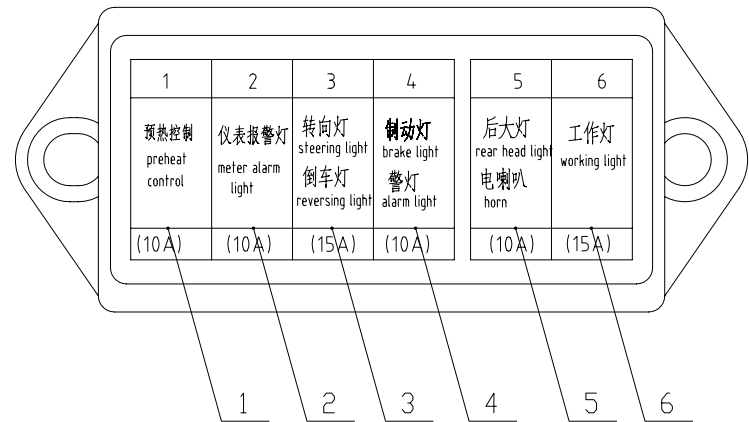 1 2 3 4 5 6
预热控制
preheat
control
仪表报警灯
meter alarm
light
转向灯
steering light
倒车灯
reversing light
制动灯
brake light
警灯
alarm light
后大灯
rear head light
电喇叭
horn
工作灯
working light
(10A) (10A) (15A) (10A) (10A) (15A)
1 2 3 4 5 6